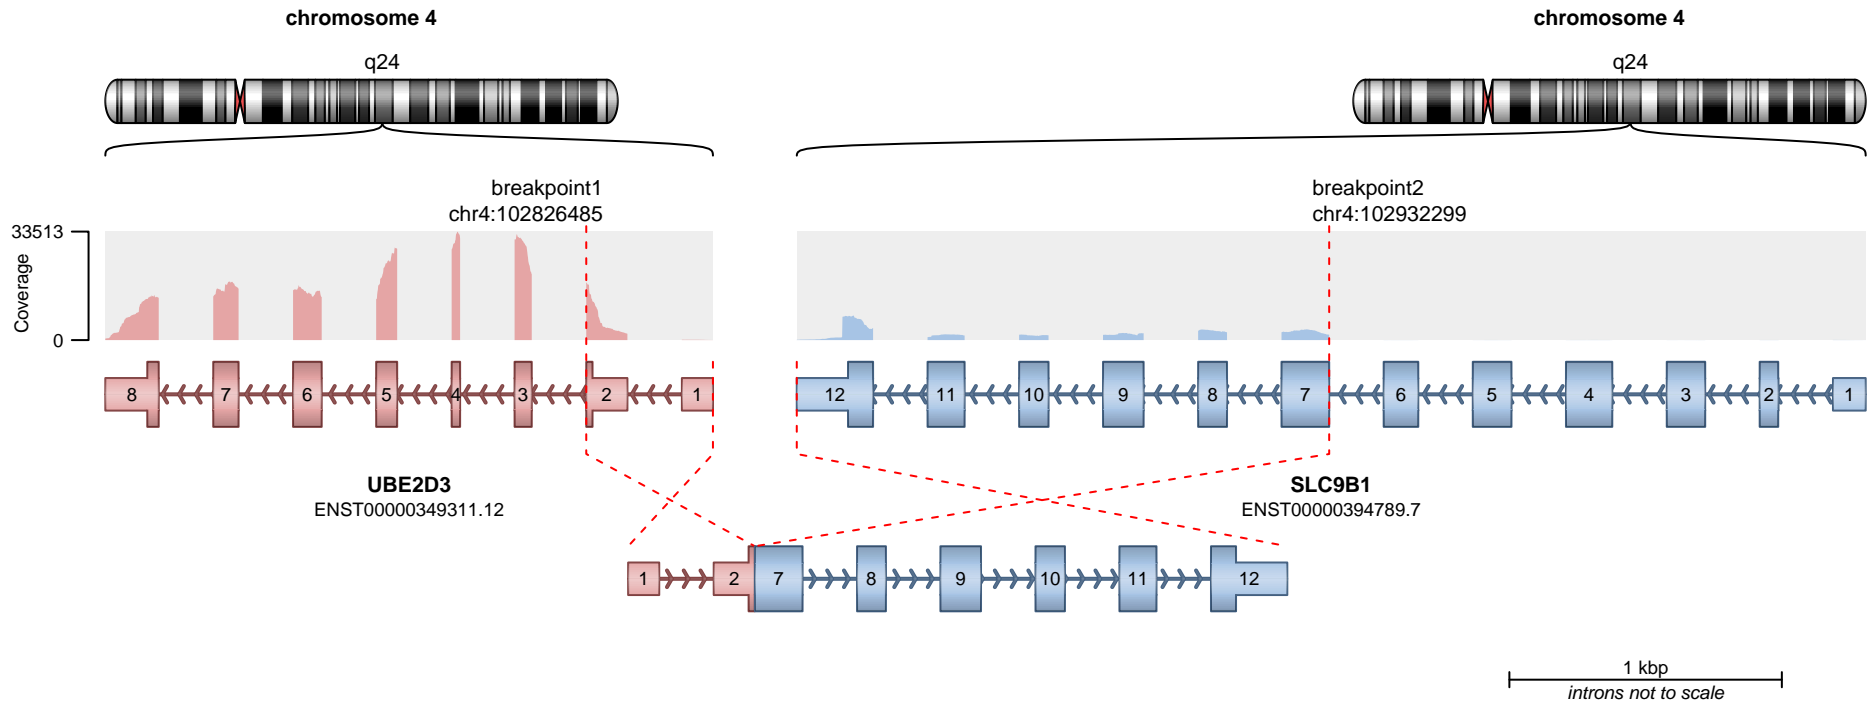 chromosome 4
chromosome 4
q24
q24
breakpoint1
chr4:102826485
breakpoint2
chr4:102932299
33513
0
Coverage
8 7 6 5 4 3 2 1
12 11 10 9 8 7 6 5 4 3 2 1
UBE2D3
ENST00000349311.12
SLC9B1
ENST00000394789.7
1 2 7 8 9 10 11 12
1 kbp
introns not to scale